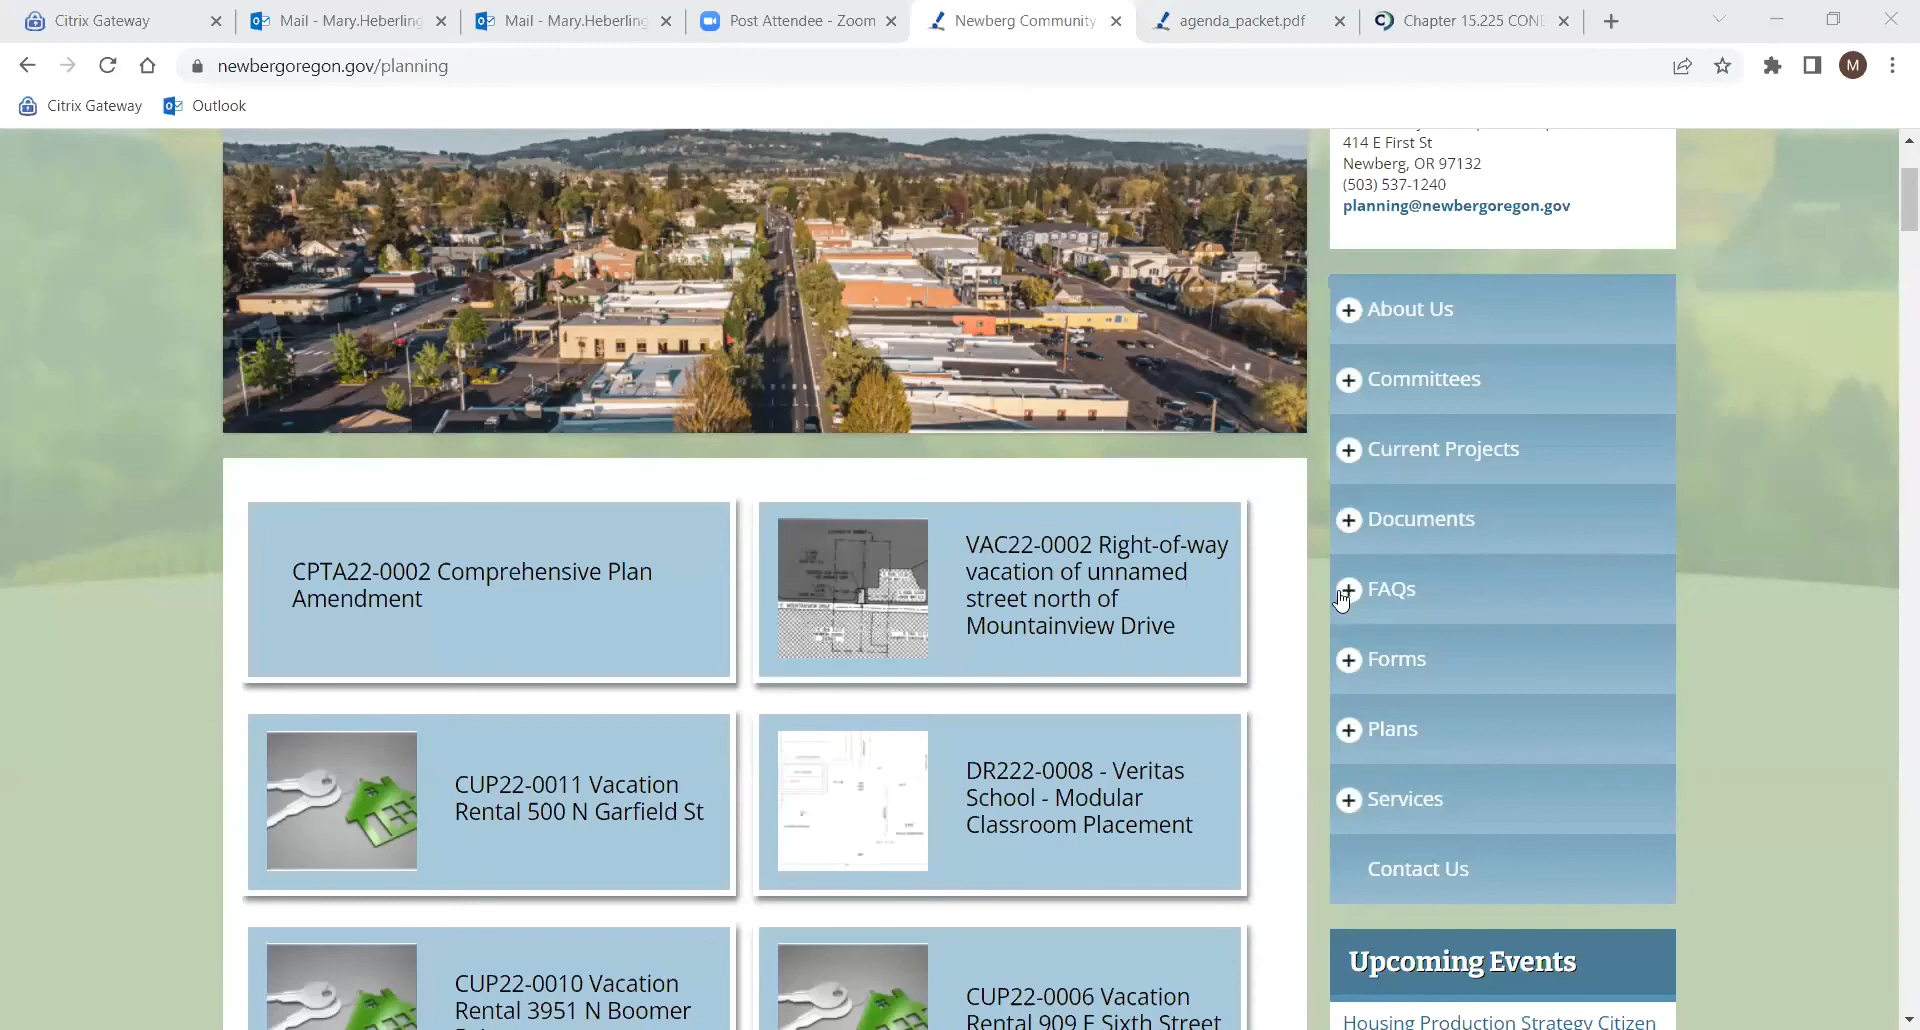 Citrix Gateway
Mail - Mary.Heberling
Mail - Mary.Heberling
Post Attendee - Zoom
Newberg Community
agenda_packet.pdf
Chapter 15.225 COND
newbergoregon.gov/planning
M
Citrix Gateway
Outlook
414 E First St
Newberg, OR 97132
(503) 537-1240
planning@newbergoregon.gov
About Us
Committees
Current Projects
Documents
FAQs
Forms
Plans
Services
Contact Us
CPTA22-0002 Comprehensive Plan
Amendment
VAC22-0002 Right-of-way
vacation of unnamed
street north of
Mountainview Drive
CUP22-0011 Vacation
Rental 500 N Garfield St
DR222-0008 - Veritas
School - Modular
Classroom Placement
CUP22-0010 Vacation
Rental 3951 N Boomer
CUP22-0006 Vacation
Rental 909 E Sixth Street
Upcoming Events
Housing Production Strategy Citizen